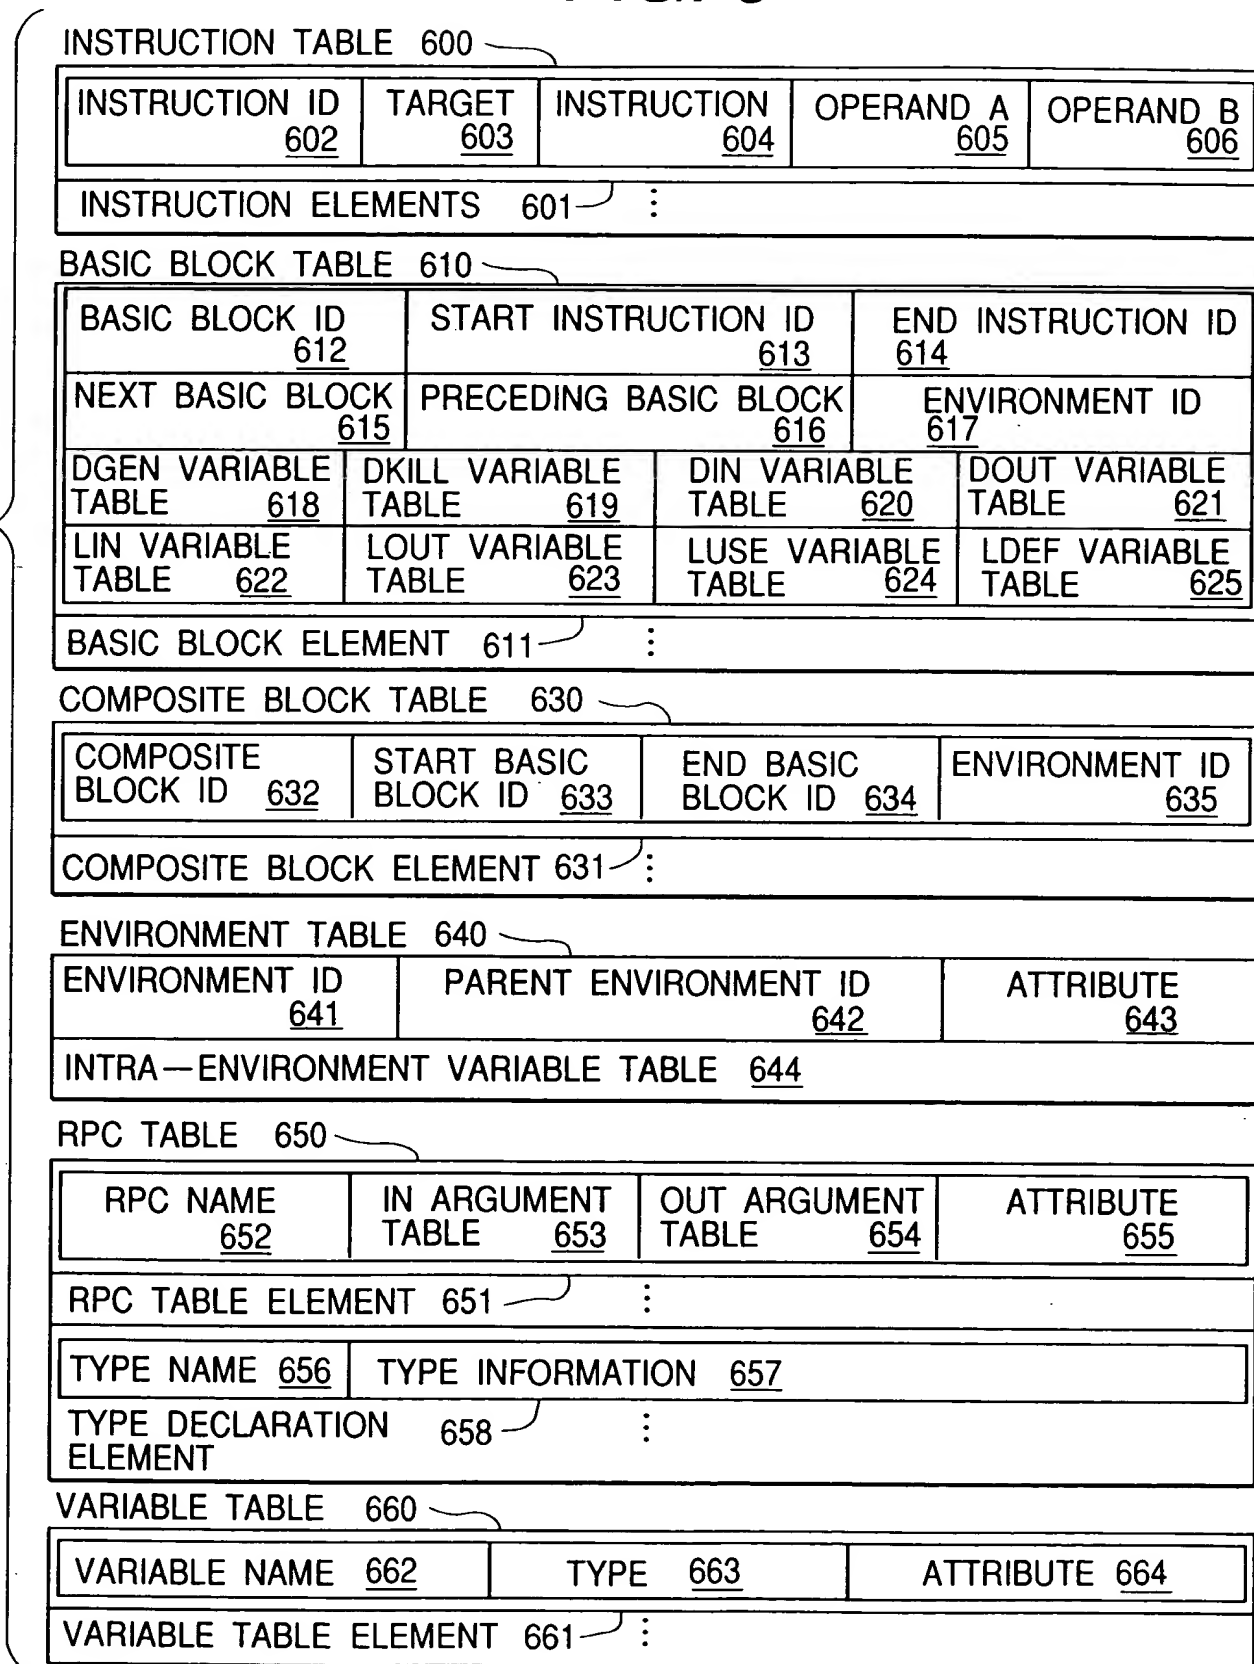 INSTRUCTION TABLE 600
INSTRUCTION ID 602
TARGET 603
INSTRUCTION 604
OPERAND A 605
OPERAND B 606
INSTRUCTION ELEMENTS 601 ⋮
BASIC BLOCK TABLE 610
BASIC BLOCK ID 612
START INSTRUCTION ID 613
END INSTRUCTION ID 614
NEXT BASIC BLOCK 615
PRECEDING BASIC BLOCK 616
ENVIRONMENT ID 617
DGEN VARIABLE TABLE 618
DKILL VARIABLE TABLE 619
DIN VARIABLE TABLE 620
DOUT VARIABLE TABLE 621
LIN VARIABLE TABLE 622
LOUT VARIABLE TABLE 623
LUSE VARIABLE TABLE 624
LDEF VARIABLE TABLE 625
BASIC BLOCK ELEMENT 611 ⋮
COMPOSITE BLOCK TABLE 630
COMPOSITE BLOCK ID 632
START BASIC BLOCK ID 633
END BASIC BLOCK ID 634
ENVIRONMENT ID 635
COMPOSITE BLOCK ELEMENT 631 ⋮
ENVIRONMENT TABLE 640
ENVIRONMENT ID 641
PARENT ENVIRONMENT ID 642
ATTRIBUTE 643
INTRA—ENVIRONMENT VARIABLE TABLE 644
RPC TABLE 650
RPC NAME 652
IN ARGUMENT TABLE 653
OUT ARGUMENT TABLE 654
ATTRIBUTE 655
RPC TABLE ELEMENT 651 ⋮
TYPE NAME 656
TYPE INFORMATION 657
TYPE DECLARATION ELEMENT 658 ⋮
VARIABLE TABLE 660
VARIABLE NAME 662
TYPE 663
ATTRIBUTE 664
VARIABLE TABLE ELEMENT 661 ⋮